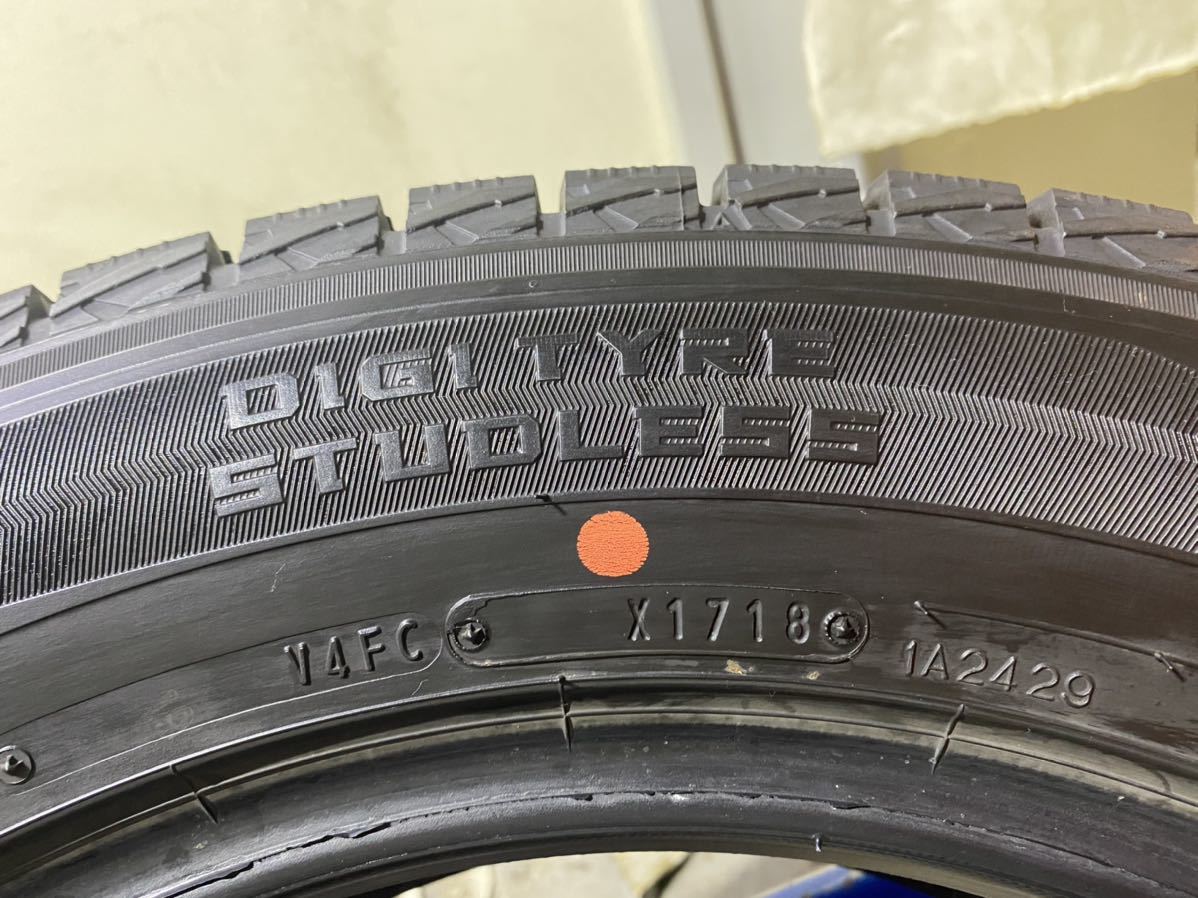 DIGI TYRE
STUDLESS
V4FC
X1718
1A2429